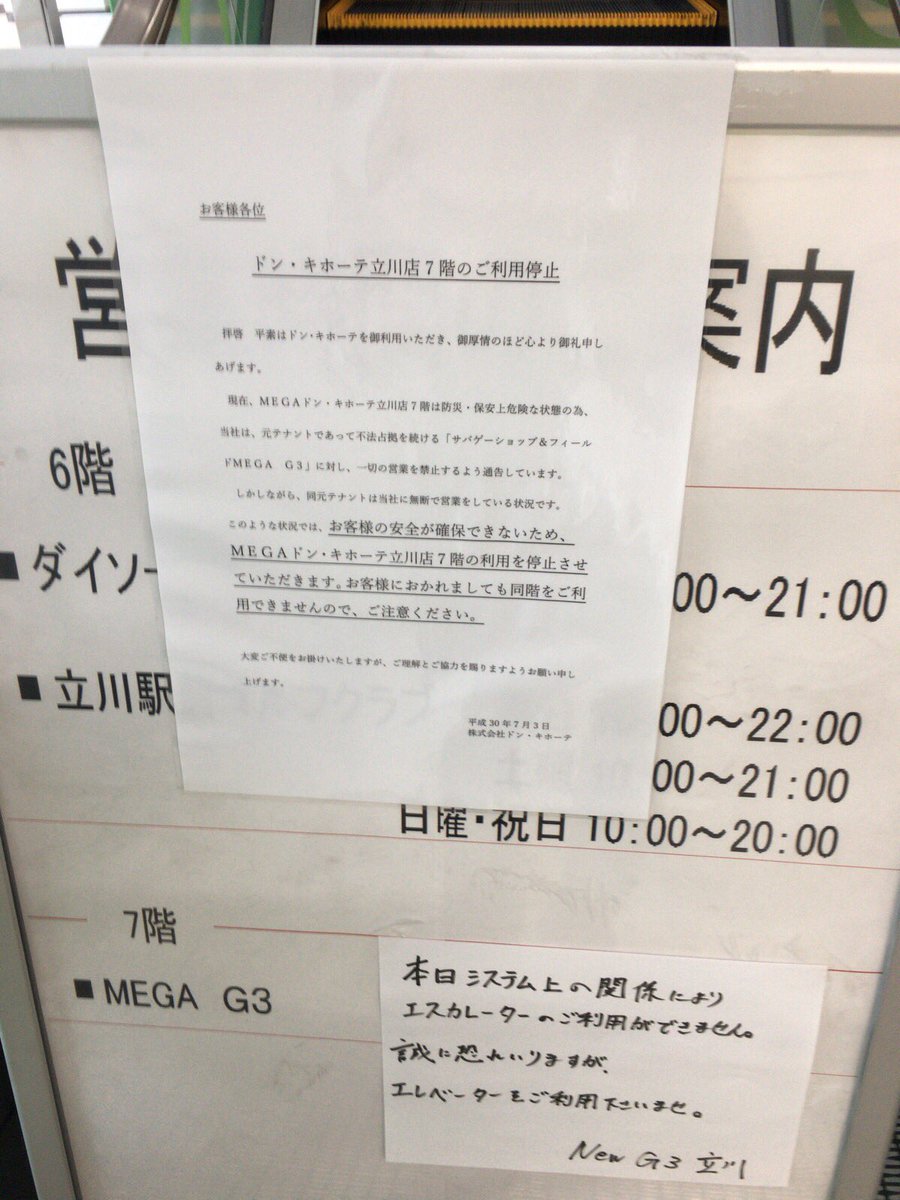 お客様各位
ドン・キホーテ立川店7階のご利用停止
拝啓　平素はドン・キホーテを御利用いただき、御厚情のほど心より御礼申し
あげます。
現在、MEGAドン・キホーテ立川店7階は防災・保安上危険な状態の為、
当社は、元テナントであって不法占拠を続ける「サバゲーショップ&フィール
ドMEGA　G3」に対し、一切の営業を禁止するよう通告しています。
しかしながら、同元テナントは当社に無断で営業をしている状況です。
このような状況では、お客様の安全が確保できないため、
MEGAドン・キホーテ立川店7階の利用を停止させ
ていただきます。お客様におかれましても同階をご利
用できませんので、ご注意ください。
大変ご不便をお掛けいたしますが、ご理解とご協力を賜りますようお願い申し
上げます。
平成30年7月3日
株式会社ドン・キホーテ
営
案内
6階
■ダイソー
00～21:00
■立川駅
00～22:00
00～21:00
日曜・祝日 10:00～20:00
7階
■MEGA G3
本日システム上の関係により
エスカレーターのご利用ができません。
誠に恐れいりますが、
エレベーターをご利用下さいませ。
New G3 立川